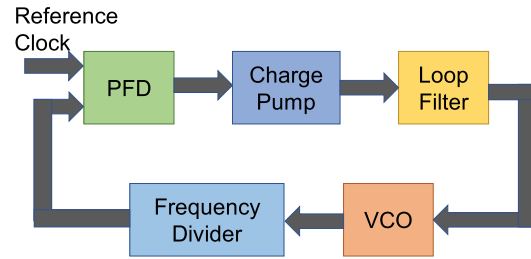 Reference
Clock
PFD
Charge
Pump
Loop
Filter
Frequency
Divider
VCO